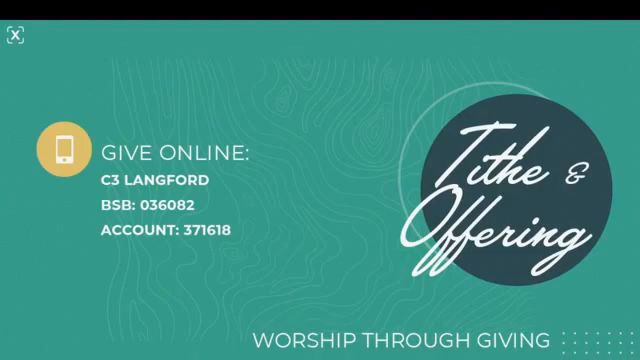 X
GIVE ONLINE:
C3 LANGFORD
BSB: 036082
ACCOUNT: 371618
Tithe &
Offering
WORSHIP THROUGH GIVING